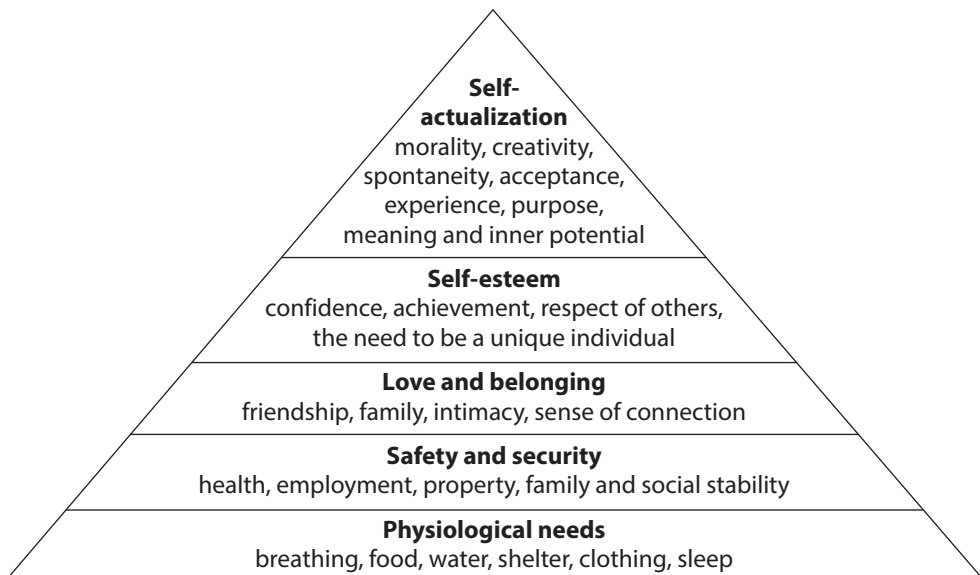 Self-
actualization
morality, creativity,
spontaneity, acceptance,
experience, purpose,
meaning and inner potential
Self-esteem
confidence, achievement, respect of others,
the need to be a unique individual
Love and belonging
friendship, family, intimacy, sense of connection
Safety and security
health, employment, property, family and social stability
Physiological needs
breathing, food, water, shelter, clothing, sleep